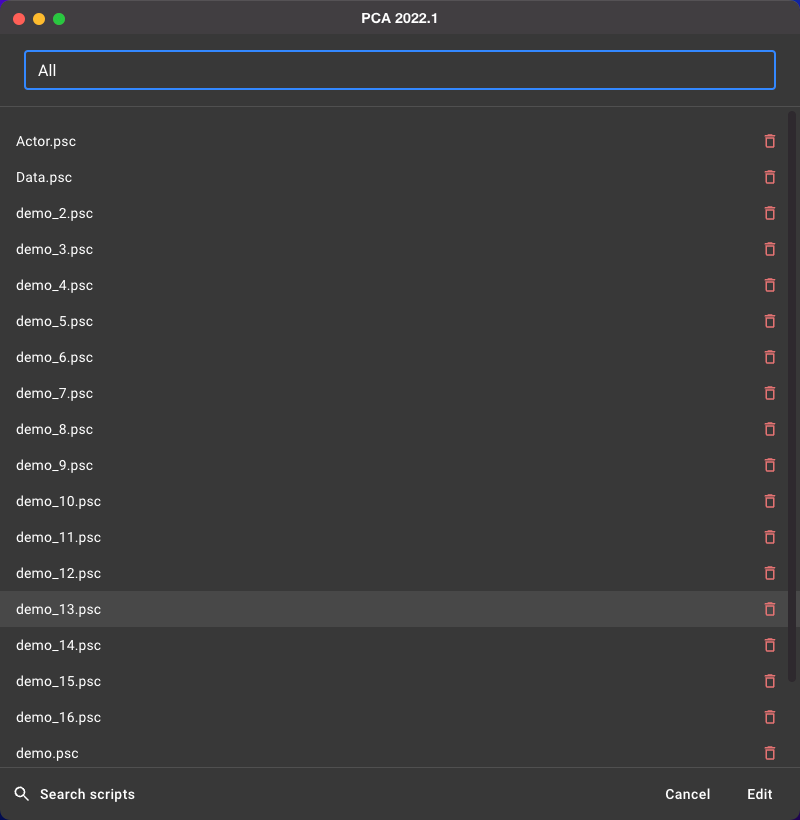 PCA 2022.1
All
Actor.psc
Data.psc
demo_2.psc
demo_3.psc
demo_4.psc
demo_5.psc
demo_6.psc
demo_7.psc
demo_8.psc
demo_9.psc
demo_10.psc
demo_11.psc
demo_12.psc
demo_13.psc
demo_14.psc
demo_15.psc
demo_16.psc
demo.psc
Search scripts Cancel Edit